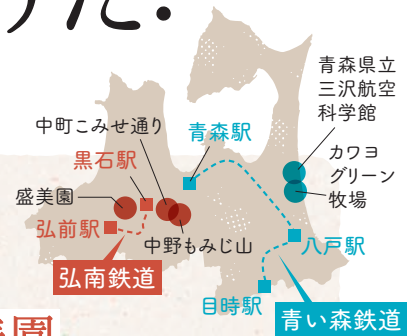 青森県立
三沢航空
科学館
中町こみせ通り
青森駅
カワヨ
グリーン
牧場
黒石駅
盛美園
弘前駅
中野もみじ山
八戸駅
弘南鉄道
目時駅
青い森鉄道